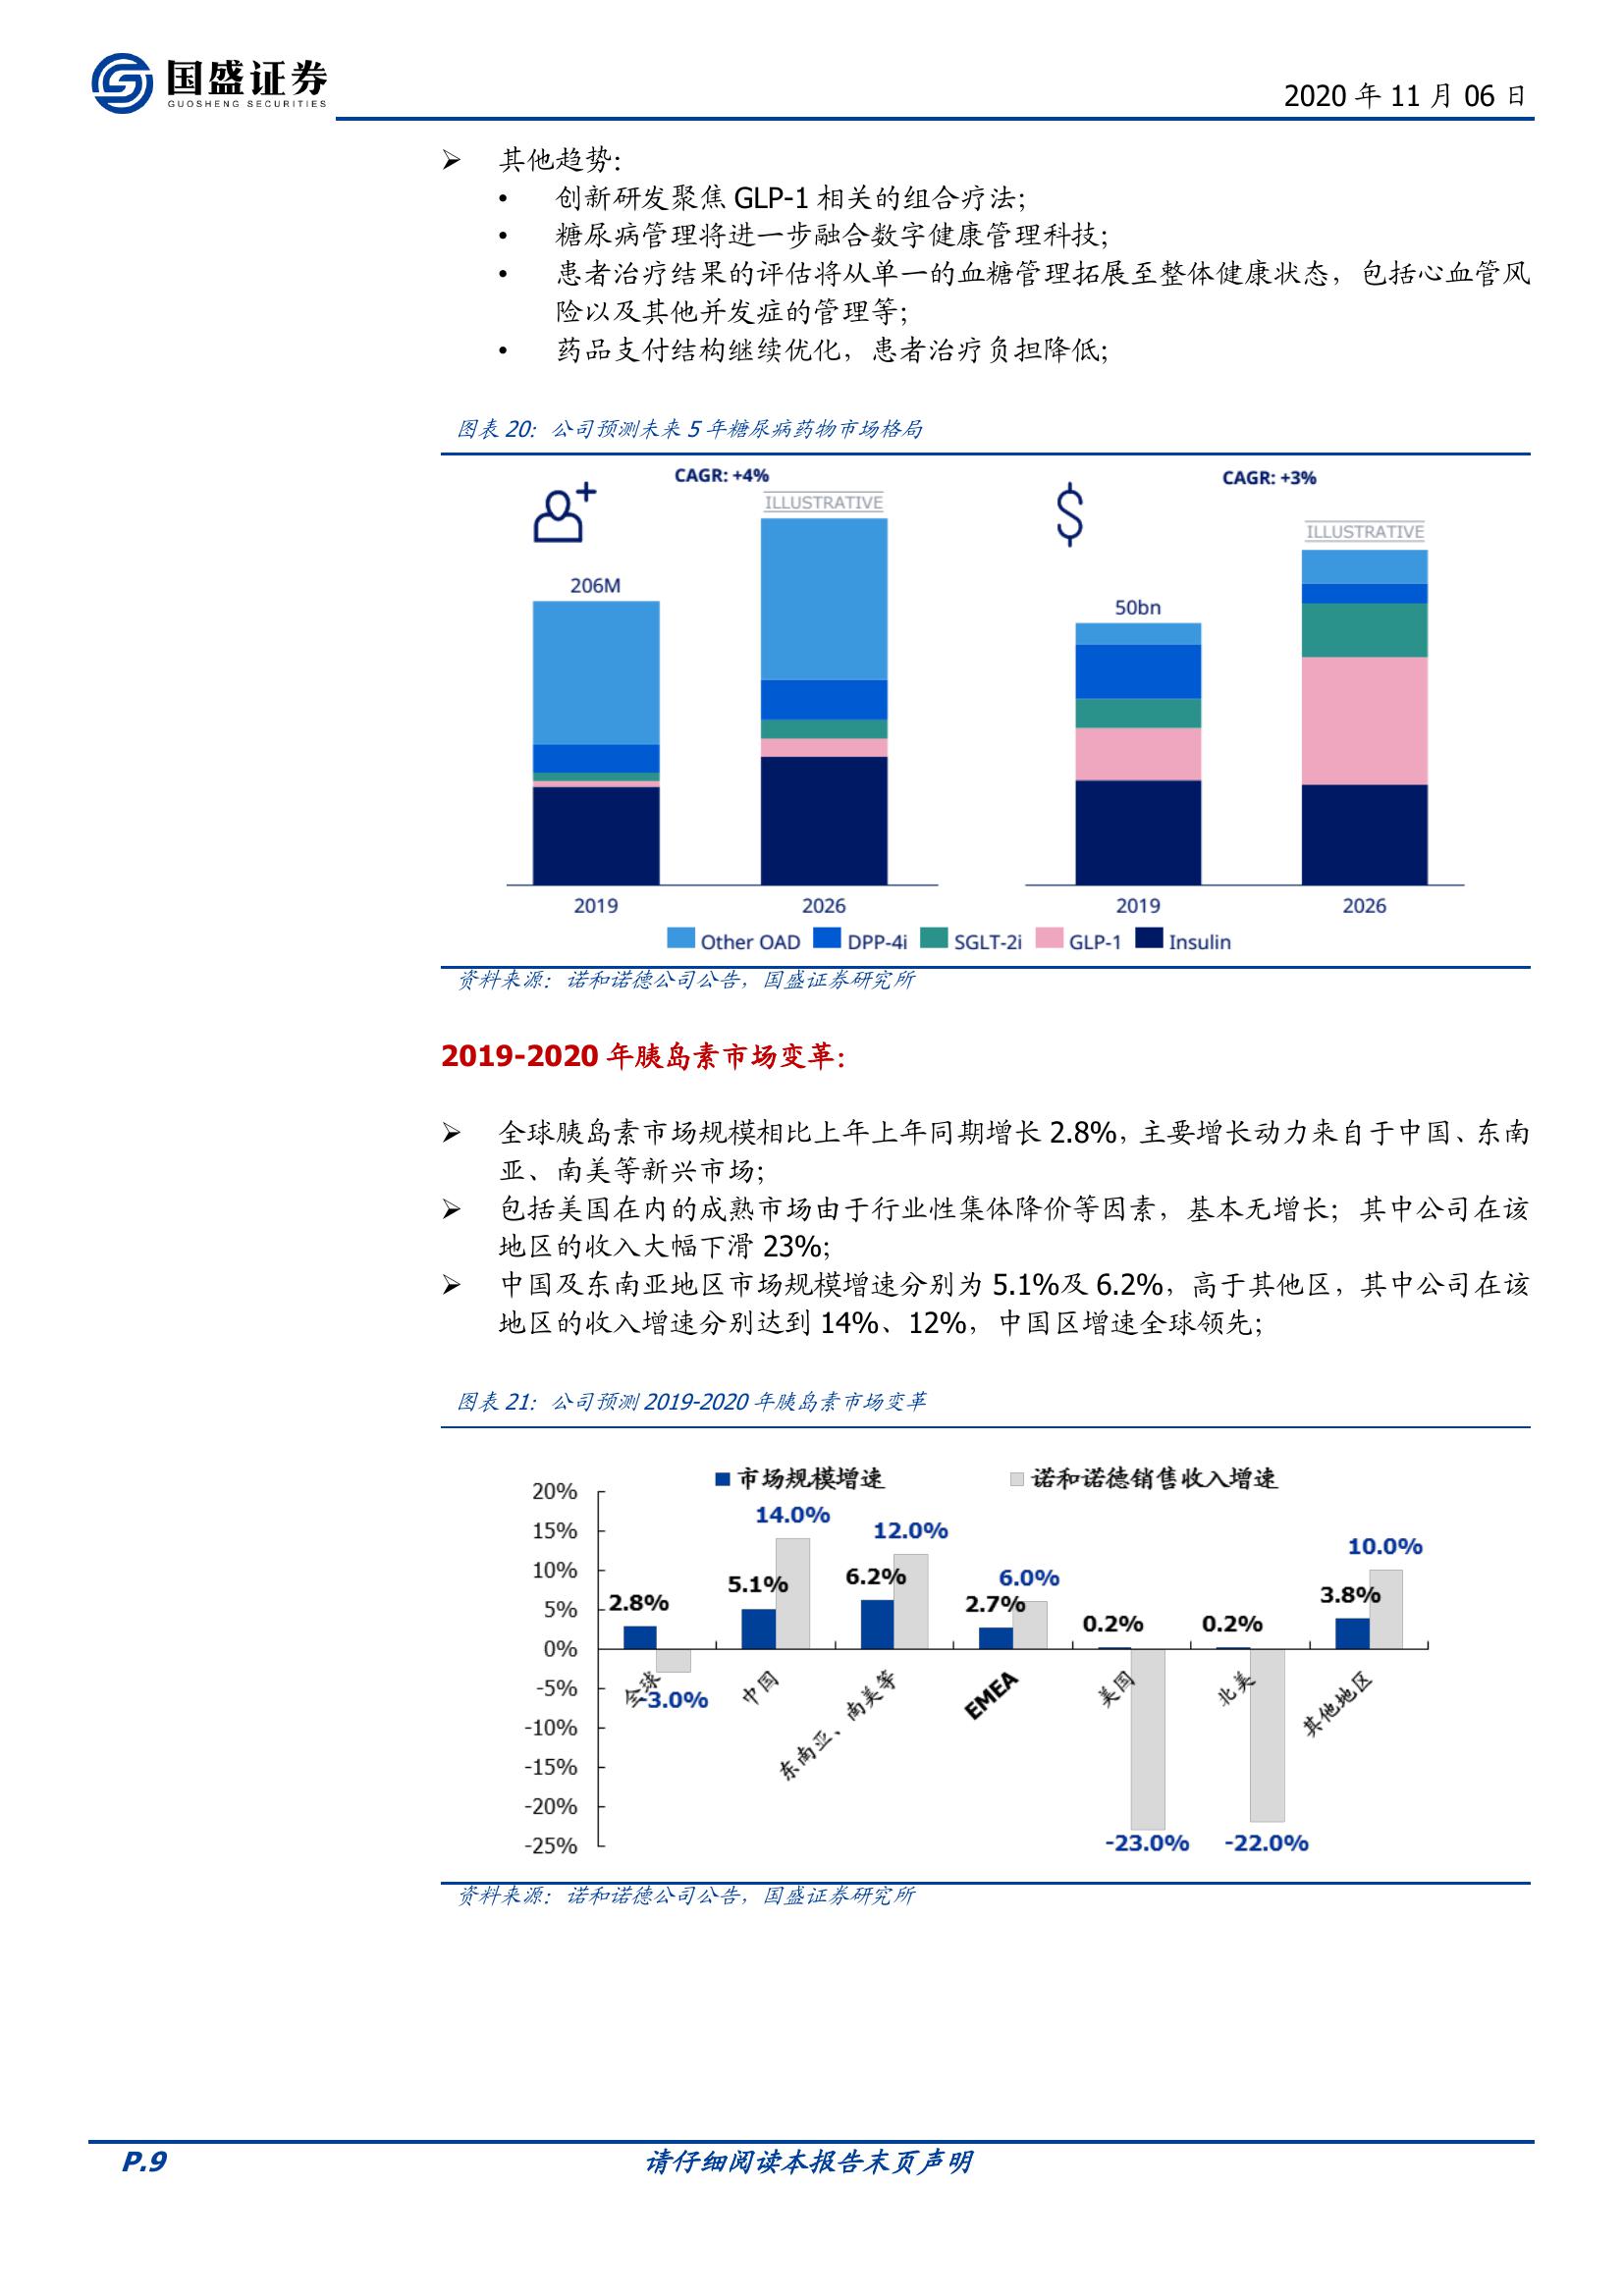 国盛证券
GUOSHENG SECURITIES
2020 年 11 月 06 日
➢ 其他趋势：
• 创新研发聚焦 GLP-1 相关的组合疗法；
• 糖尿病管理将进一步融合数字健康管理科技；
• 患者治疗结果的评估将从单一的血糖管理拓展至整体健康状态，包括心血管风
险以及其他并发症的管理等；
• 药品支付结构继续优化，患者治疗负担降低；
图表 20：公司预测未来 5 年糖尿病药物市场格局
CAGR: +4%
ILLUSTRATIVE
206M
2019
2026
CAGR: +3%
ILLUSTRATIVE
50bn
2019
2026
Other OAD DPP-4i SGLT-2i GLP-1 Insulin
资料来源：诺和诺德公司公告，国盛证券研究所
2019-2020 年胰岛素市场变革：
➢ 全球胰岛素市场规模相比上年上年同期增长 2.8%，主要增长动力来自于中国、东南
亚、南美等新兴市场；
➢ 包括美国在内的成熟市场由于行业性集体降价等因素，基本无增长；其中公司在该
地区的收入大幅下滑 23%；
➢ 中国及东南亚地区市场规模增速分别为 5.1%及 6.2%，高于其他区，其中公司在该
地区的收入增速分别达到 14%、12%，中国区增速全球领先；
图表 21：公司预测 2019-2020 年胰岛素市场变革
市场规模增速 诺和诺德销售收入增速
20%
15%
10%
5%
0%
-5%
-10%
-15%
-20%
-25%
2.8%
-3.0%
5.1%
14.0%
6.2%
12.0%
2.7%
6.0%
0.2%
-23.0%
0.2%
-22.0%
3.8%
10.0%
全球
中国
东南亚、南美等
EMEA
美国
北美
其他地区
资料来源：诺和诺德公司公告，国盛证券研究所
P.9
请仔细阅读本报告末页声明